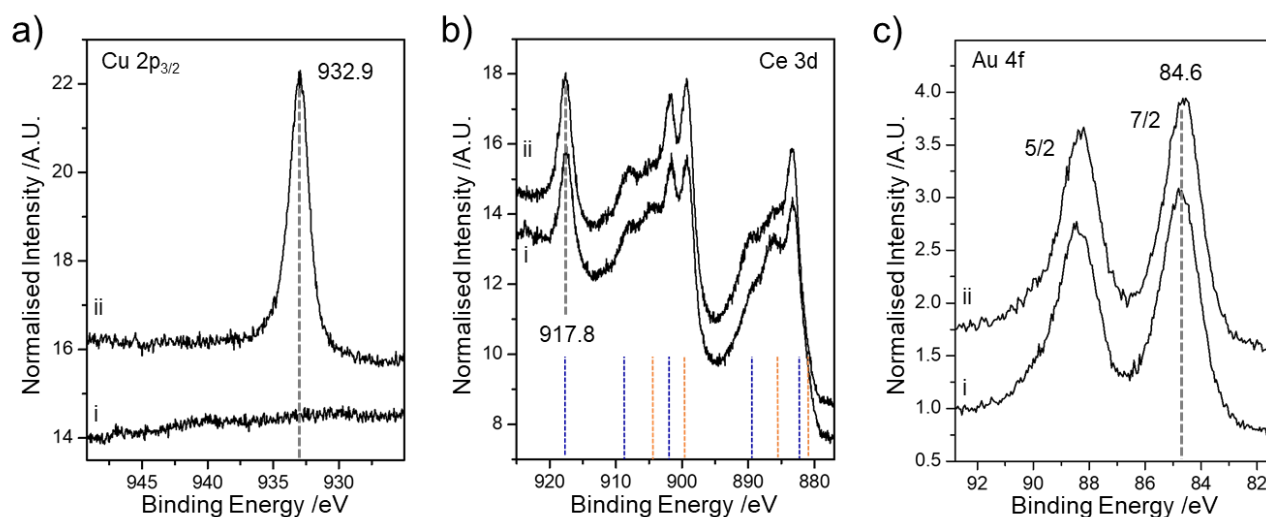 a)
Cu 2p3/2
932.9
22
20
18
16
14
ii
i
945
940
935
930
Binding Energy /eV
Normalised Intensity /A.U.
b)
Ce 3d
18
16
14
12
10
8
ii
i
917.8
920
910
900
890
880
Binding Energy /eV
Normalised Intensity /A.U.
c)
Au 4f
84.6
7/2
5/2
4.0
3.5
3.0
2.5
2.0
1.5
1.0
0.5
ii
i
92
90
88
86
84
82
Binding Energy /eV
Normalised Intensity /A.U.